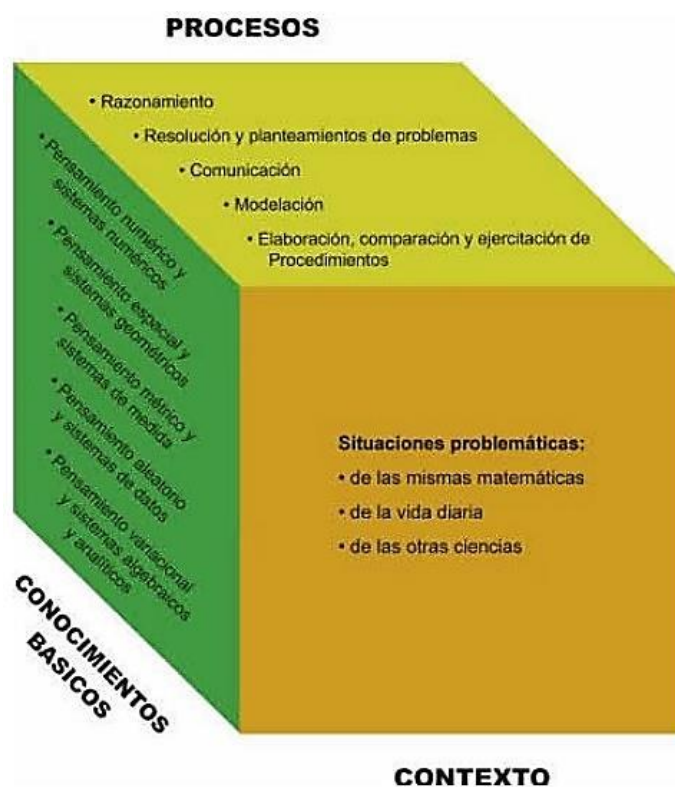 PROCESOS
• Razonamiento
• Resolución y planteamientos de problemas
• Comunicación
• Modelación
• Elaboración, comparación y ejercitación de
Procedimientos
• Pensamiento numérico y
sistemas numéricos
• Pensamiento espacial y
sistemas geométricos
• Pensamiento métrico y
sistemas de medida
• Pensamiento aleatorio
y sistemas de datos
• Pensamiento variacional
y sistemas algebraicos
y analíticos
CONOCIMIENTOS
BASICOS
Situaciones problemáticas:
• de las mismas matemáticas
• de la vida diaria
• de las otras ciencias
CONTEXTO